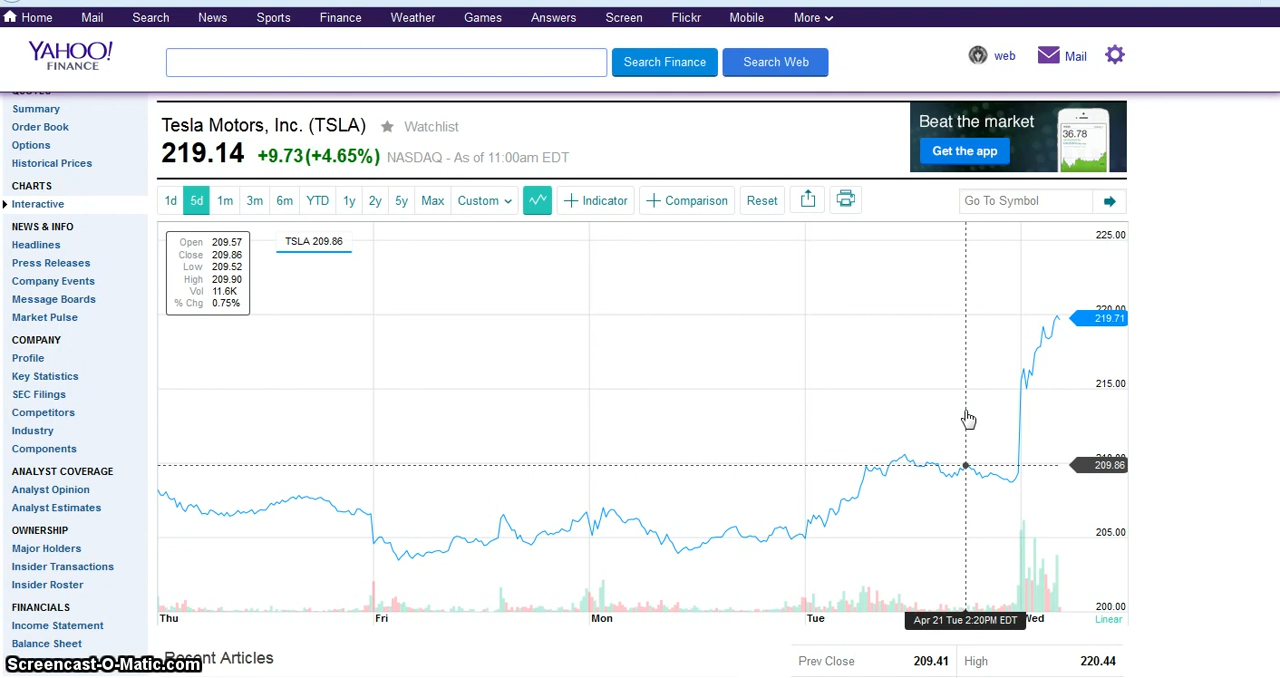 Home Mail Search News Sports Finance Weather Games Answers Screen Flickr Mobile More
YAHOO!
FINANCE
Search Finance Search Web
web Mail
QUOTES
Summary
Order Book
Options
Historical Prices
CHARTS
Interactive
NEWS & INFO
Headlines
Press Releases
Company Events
Message Boards
Market Pulse
COMPANY
Profile
Key Statistics
SEC Filings
Competitors
Industry
Components
ANALYST COVERAGE
Analyst Opinion
Analyst Estimates
OWNERSHIP
Major Holders
Insider Transactions
Insider Roster
FINANCIALS
Income Statement
Balance Sheet
Tesla Motors, Inc. (TSLA) Watchlist
219.14 +9.73(+4.65%) NASDAQ - As of 11:00am EDT
Beat the market
Get the app
36.78
1d 5d 1m 3m 6m YTD 1y 2y 5y Max Custom Indicator Comparison Reset Go To Symbol
Open 209.57
Close 209.86
Low 209.52
High 209.90
Vol 11.6K
% Chg 0.75%
TSLA 209.86
225.00
220.00
219.71
215.00
210.00
209.86
205.00
200.00
Linear
Thu Fri Mon Tue Apr 21 Tue 2:20PM EDT Wed
Recent Articles
Prev Close 209.41 High 220.44
Screencast-O-Matic.com